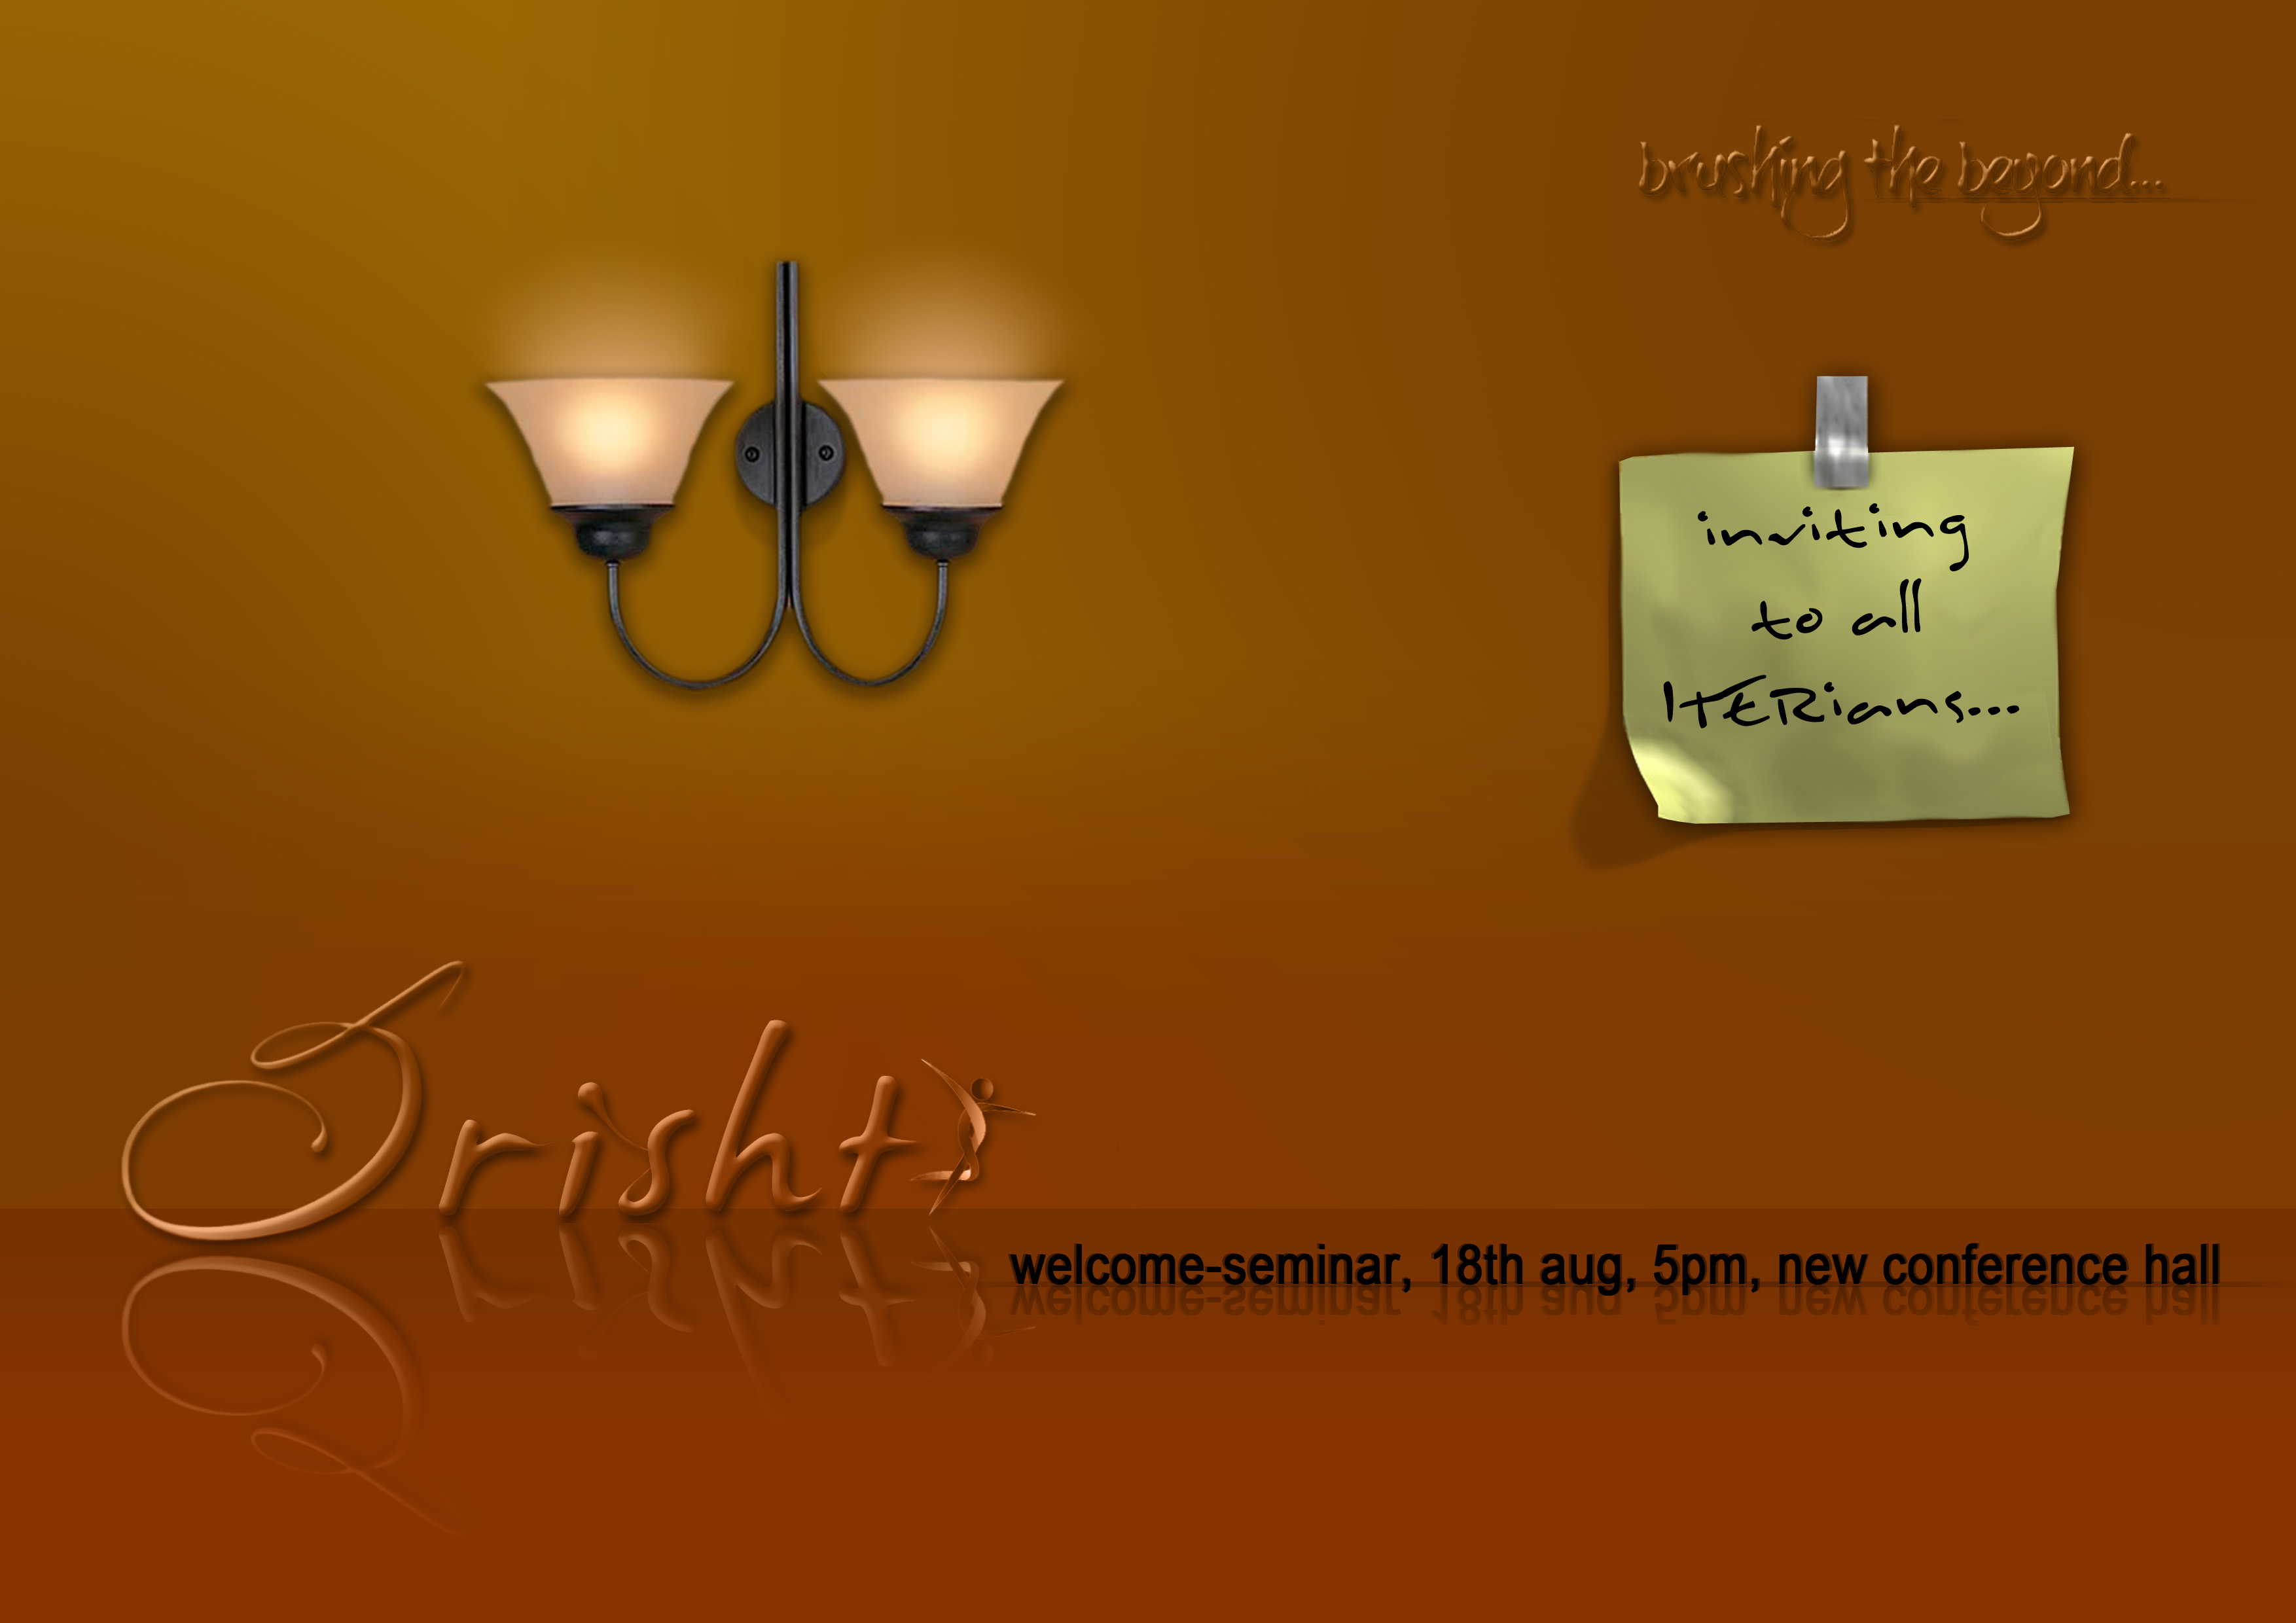 brushing the beyond...
inviting
to all
ITERians...
Srishti
welcome-seminar, 18th aug, 5pm, new conference hall